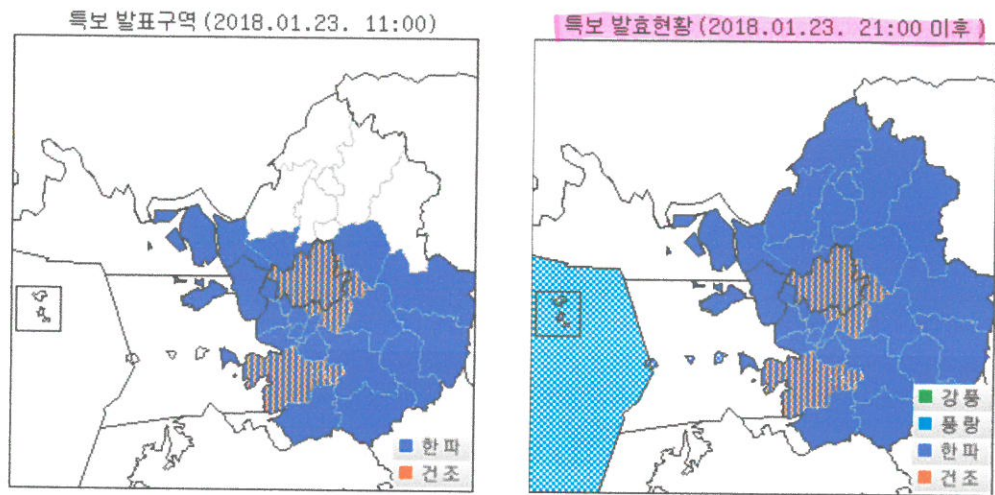 특보 발표구역 (2018.01.23. 11:00)
한파
건조
특보 발효현황 (2018.01.23. 21:00 이후 )
강풍
풍랑
한파
건조